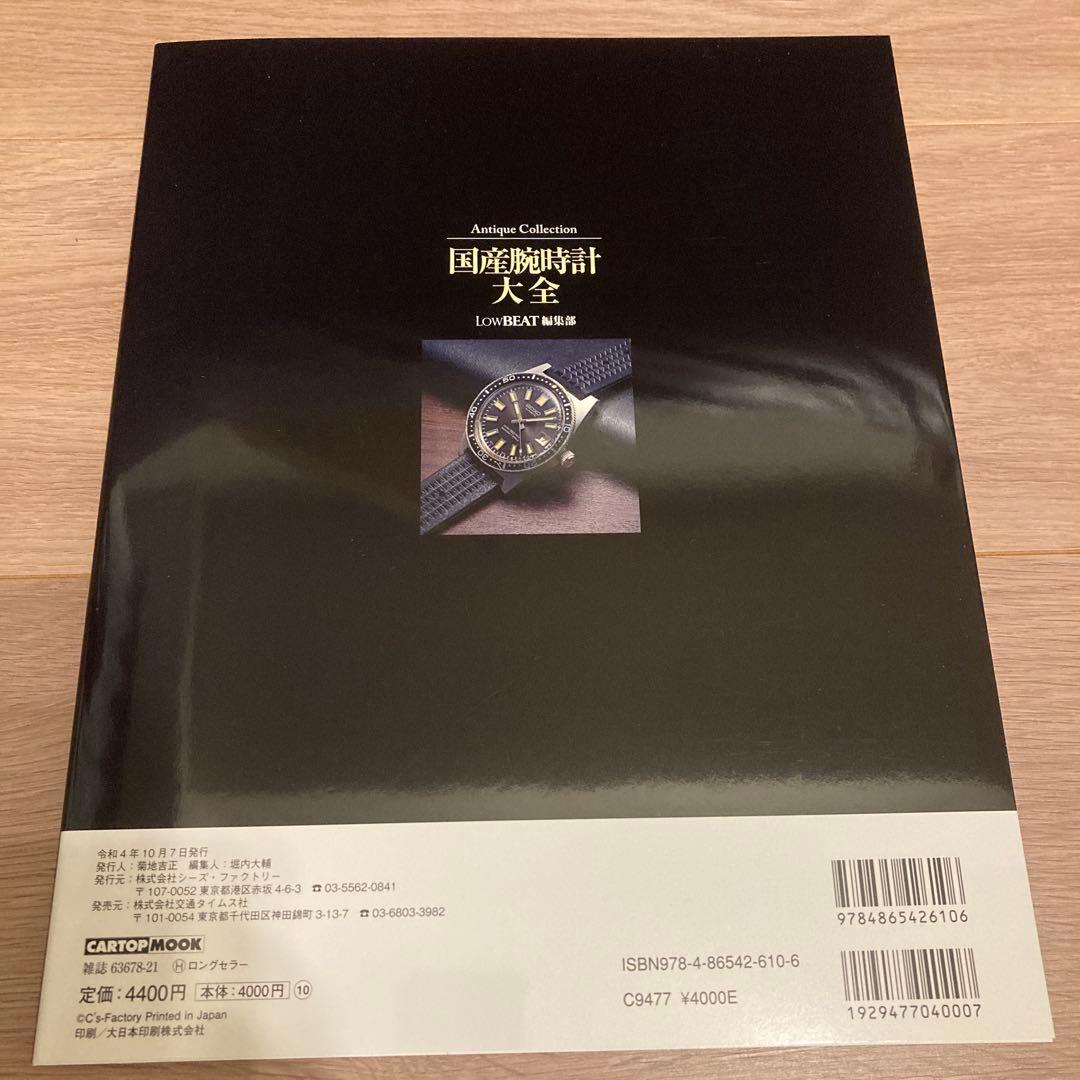 Antique Collection
国産腕時計
大全
LOWBEAT 編集部
SEIKO
令和4年10月7日発行
発行人：菊地吉正　編集人：堀内大輔
発行元：株式会社シーズ・ファクトリー
〒107-0052 東京都港区赤坂 4-6-3 ☎03-5562-0841
発売元：株式会社交通タイムス社
〒101-0054 東京都千代田区神田錦町 3-13-7 ☎03-6803-3982
CARTOPMOOK
雑誌 63678-21 Ⓗロングセラー
定価：4400円 本体：4000円 ⑩
©C's-Factory Printed in Japan
印刷／大日本印刷株式会社
9784865426106
ISBN978-4-86542-610-6
C9477 ¥4000E
1929477040007